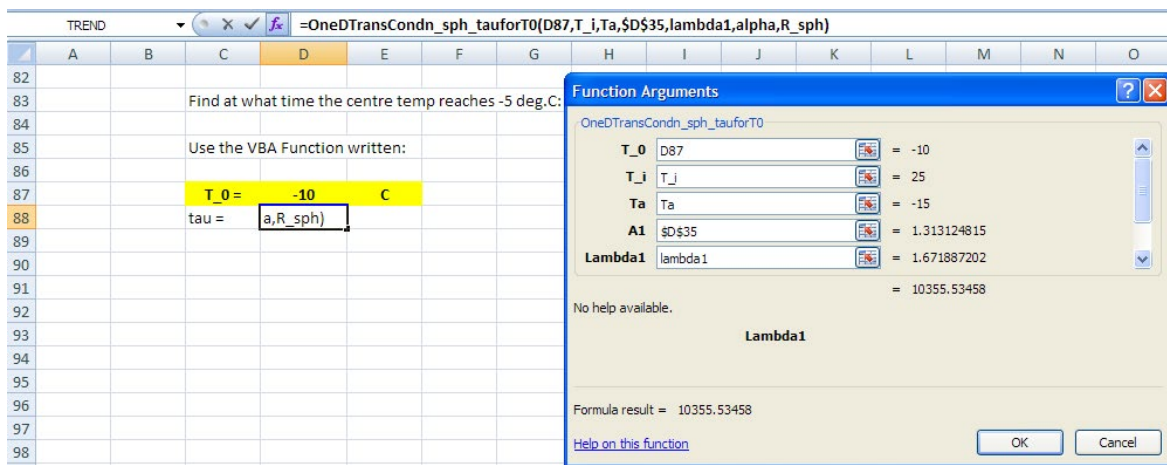 TREND fx =OneDTransCondn_sph_tauforT0(D87,T_i,Ta,$D$35,lambda1,alpha,R_sph)
A B C D E F G H I J K L M N O
82
83 Find at what time the centre temp reaches -5 deg.C:
84
85 Use the VBA Function written:
86
87 T_0 = -10 C
88 tau = a,R_sph)
89
90
91
92
93
94
95
96
97
98
Function Arguments
OneDTransCondn_sph_tauforT0
T_0 D87 = -10
T_i T_i = 25
Ta Ta = -15
A1 $D$35 = 1.313124815
Lambda1 lambda1 = 1.671887202
= 10355.53458
No help available.
Lambda1
Formula result = 10355.53458
Help on this function OK Cancel